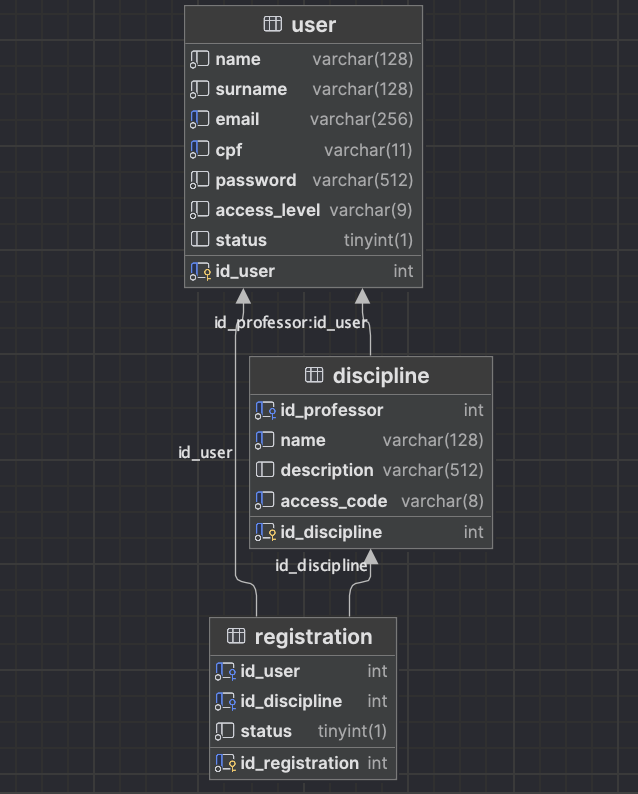 user
name varchar(128)
surname varchar(128)
email varchar(256)
cpf varchar(11)
password varchar(512)
access_level varchar(9)
status tinyint(1)
id_user int
id_professor:id_user
discipline
id_professor int
name varchar(128)
id_user
description varchar(512)
access_code varchar(8)
id_discipline int
id_discipline
registration
id_user int
id_discipline int
status tinyint(1)
id_registration int